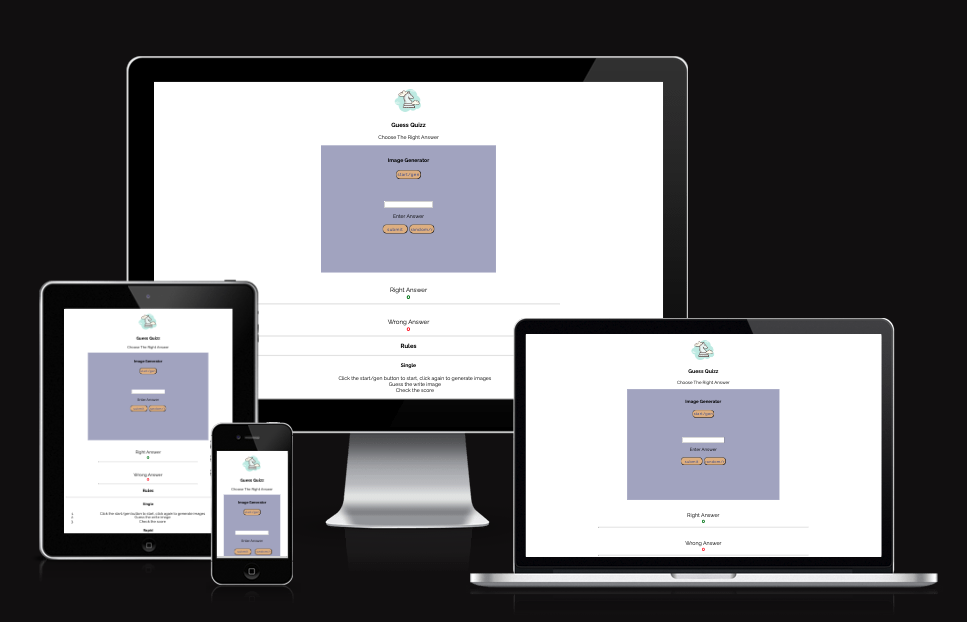 Guess Quizz
Choose The Right Answer
Image Generator
start/gen
Enter Answer
submit
Right Answer
0
Wrong Answer
0
Rules
Single
Click the start/gen button to start, click again to generate images
Guess the write image
Check the score
Guess Quizz
Choose The Right Answer
Image Generator
start/gen
Enter Answer
submit
Right Answer
0
Wrong Answer
0
Rules
Single
1
Click the start/gen button to start, click again to generate images
2
Guess the write image
3
Check the score
Guess Quizz
Choose The Right Answer
Image Generator
start/gen
Enter Answer
submit
Guess Quizz
Choose The Right Answer
Image Generator
start/gen
Enter Answer
submit
Right Answer
0
Wrong Answer
0